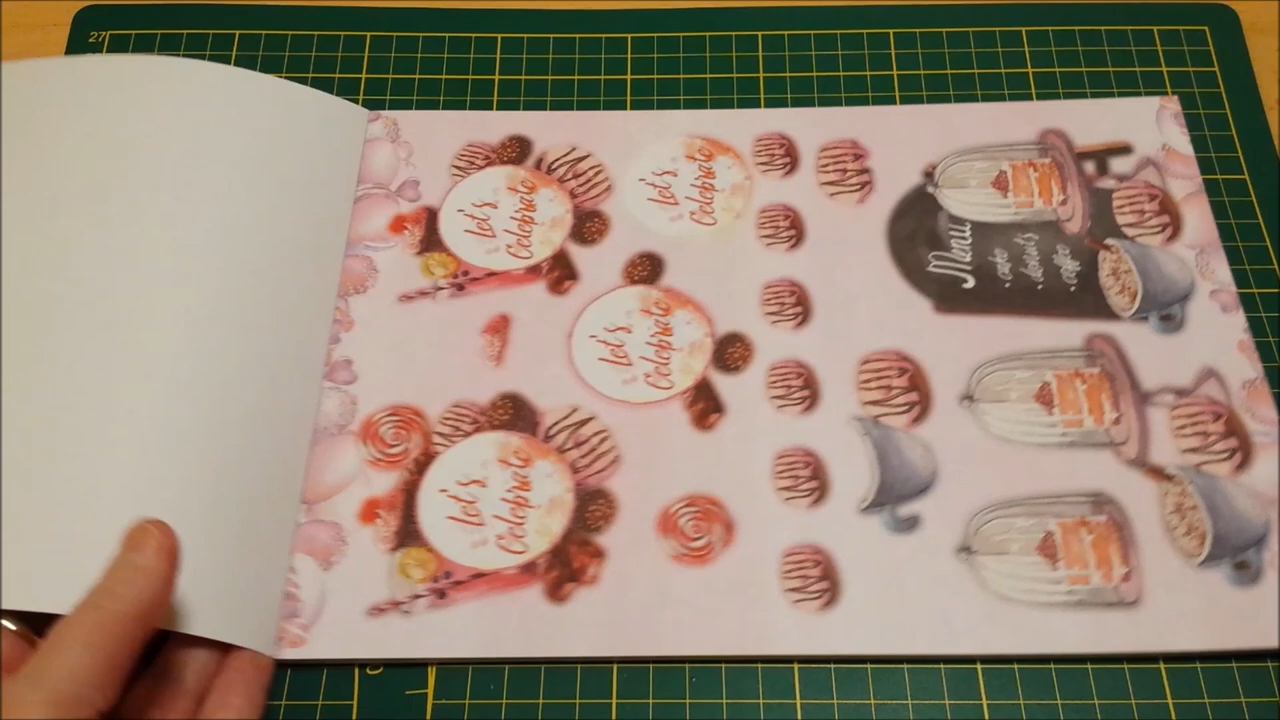 27
Let's
Celebrate
Let's
Celebrate
Let's
Celebrate
Let's
Celebrate
Menu
• cake
• donuts
• coffee